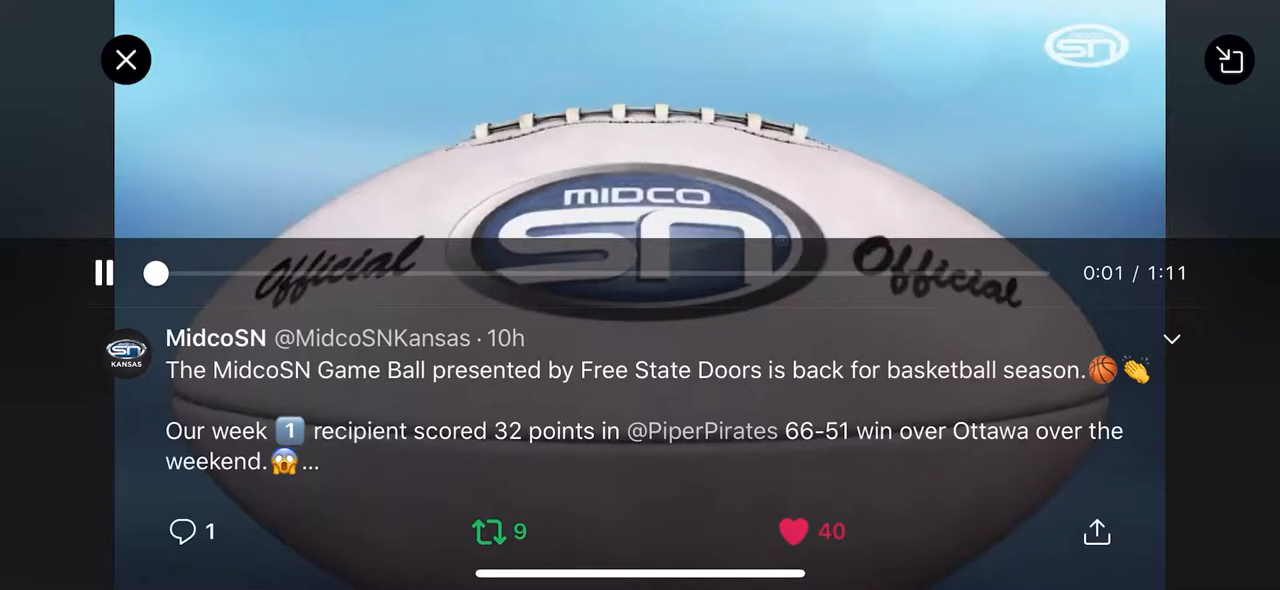 MIDCO
SN
MIDCO
SN
Official
Official
0:01 / 1:11
MidcoSN @MidcoSNKansas · 10h
SN
KANSAS
The MidcoSN Game Ball presented by Free State Doors is back for basketball season.🏀👏
Our week 1️⃣ recipient scored 32 points in @PiperPirates 66-51 win over Ottawa over the
weekend.😱...
1
9
40